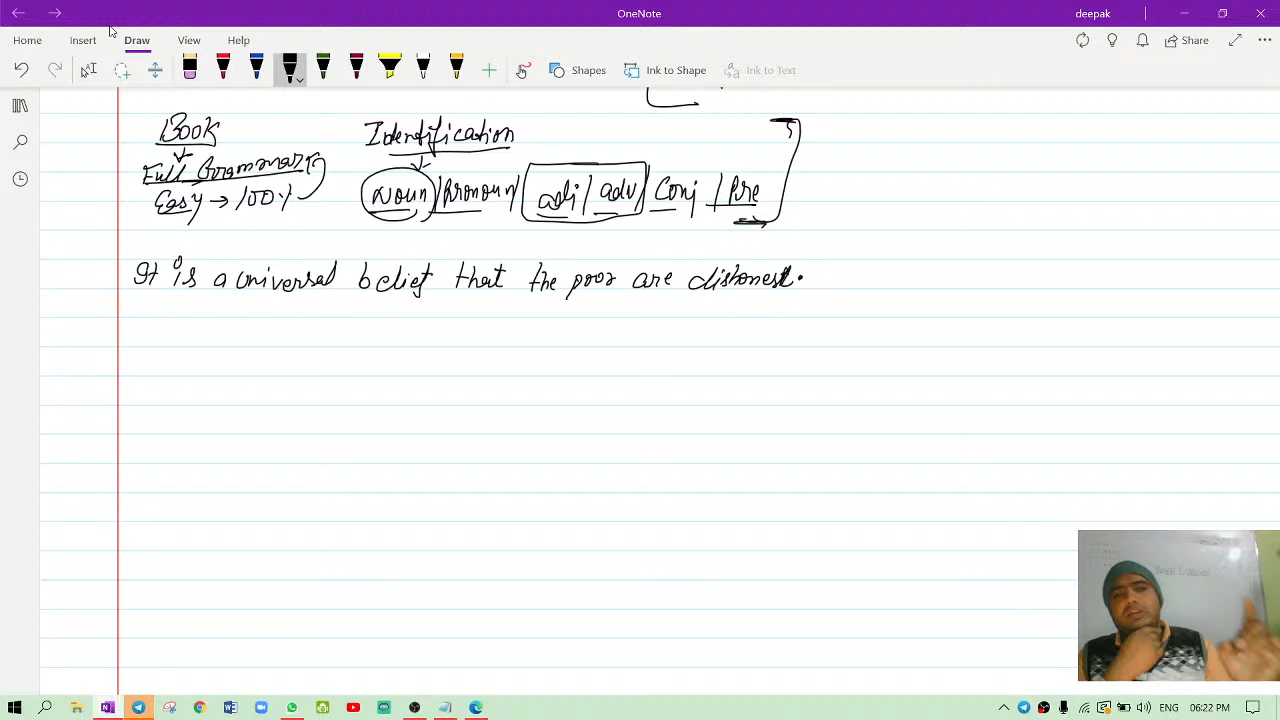 OneNote
deepak
Home Insert Draw View Help
Share
Shapes Ink to Shape Ink to Text
Book
Identification
Full Grammar
Easy → 100%
Noun / Pronoun / adj / adv / Conj / Pre
It is a universal belief that the poor are dishonest.
ENG 06:22 PM